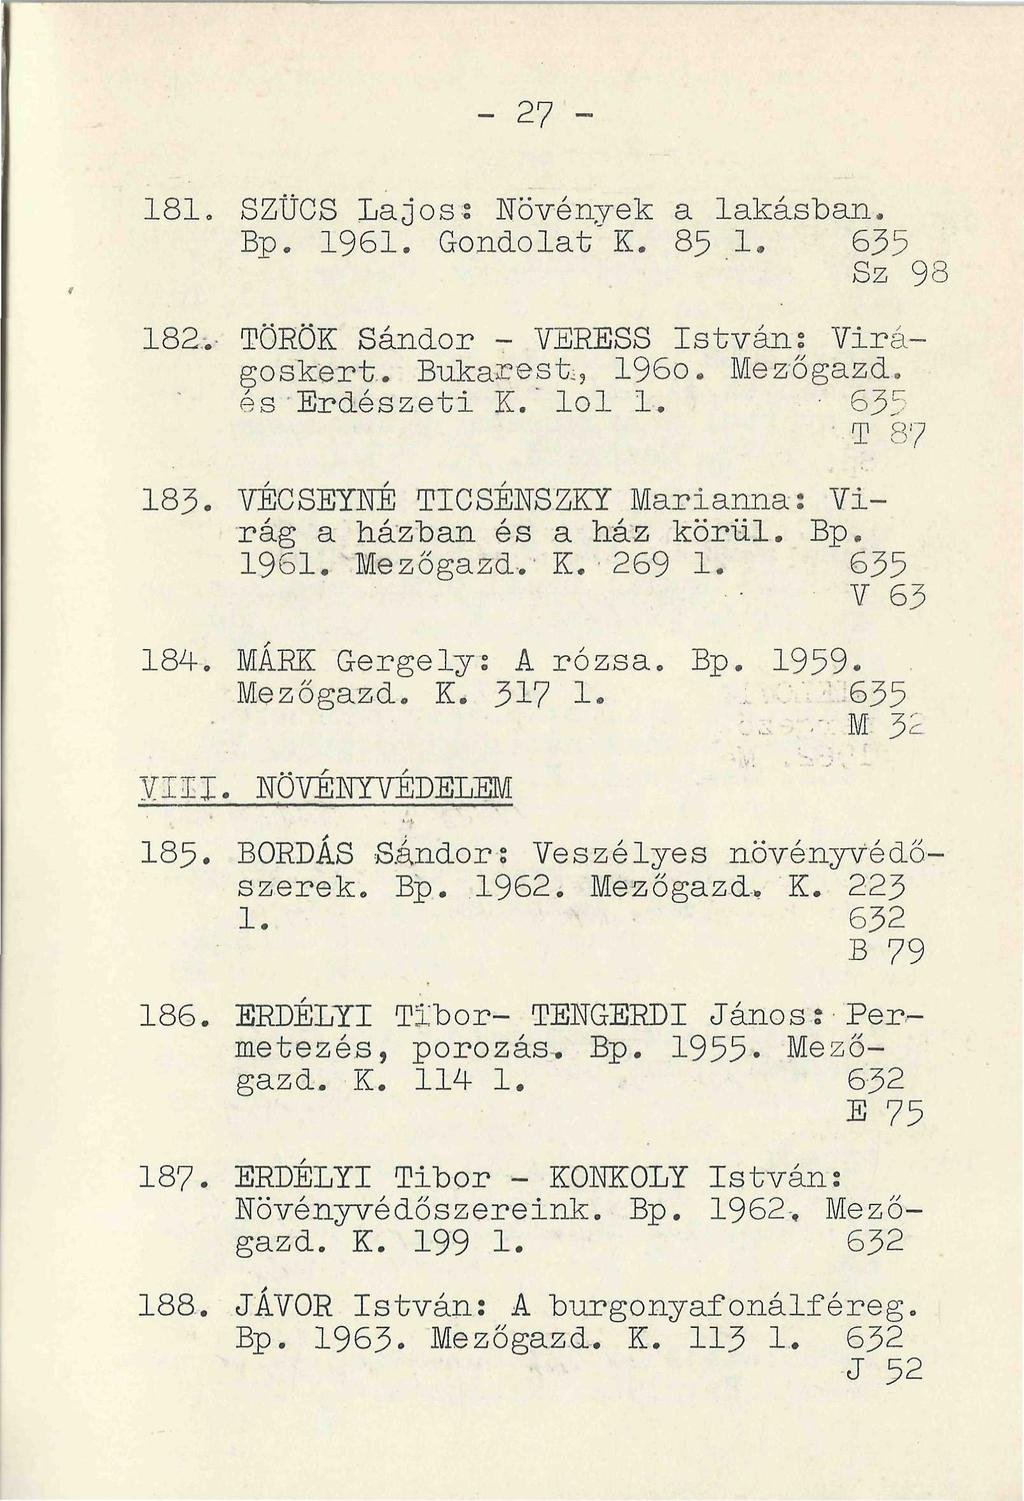 - 27 -
181. SZÜCS Lajos: Növények a lakásban.
Bp. 1961. Gondolat K. 85 l. 635
Sz 98
182. TÖRÖK Sándor - VERESS István: Virá-
goskert. Bukarest, 196o. Mezőgazd.
és Erdészeti K. lol l. 635
T 87
183. VÉCSEYNÉ TICSÉNSZKY Marianna: Vi-
rág a házban és a ház körül. Bp.
1961. Mezőgazd. K. 269 l. 635
V 63
184. MÁRK Gergely: A rózsa. Bp. 1959.
Mezőgazd. K. 317 l. 635
M 32
VIII. NÖVÉNYVÉDELEM
185. BORDÁS Sándor: Veszélyes növényvédő-
szerek. Bp. 1962. Mezőgazd. K. 223
l. 632
B 79
186. ERDÉLYI Tibor- TENGERDI János: Per-
metezés, porozás. Bp. 1955. Mező-
gazd. K. 114 l. 632
E 75
187. ERDÉLYI Tibor - KONKOLY István:
Növényvédőszereink. Bp. 1962. Mező-
gazd. K. 199 l. 632
188. JÁVOR István: A burgonyafonálféreg.
Bp. 1963. Mezőgazd. K. 113 l. 632
J 52